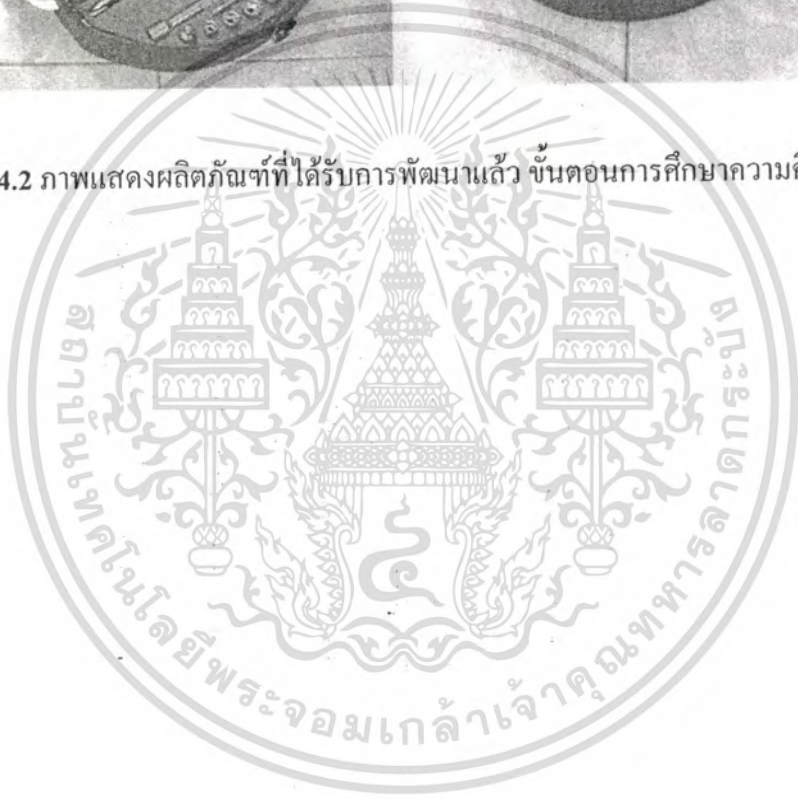 4.2 ภาพแสดงผลิตภัณฑ์ที่ได้รับการพัฒนาแล้ว ขั้นตอนการศึกษาความ
สถาบันเทคโนโลยีพระจอมเกล้าเจ้าคุณทหารลาดกระบัง